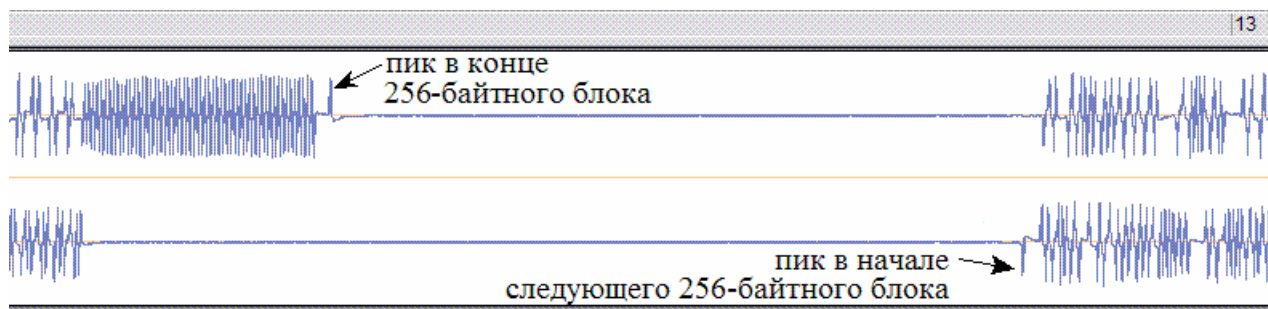 13
пик в конце
256-байтного блока
пик в начале
следующего 256-байтного блока